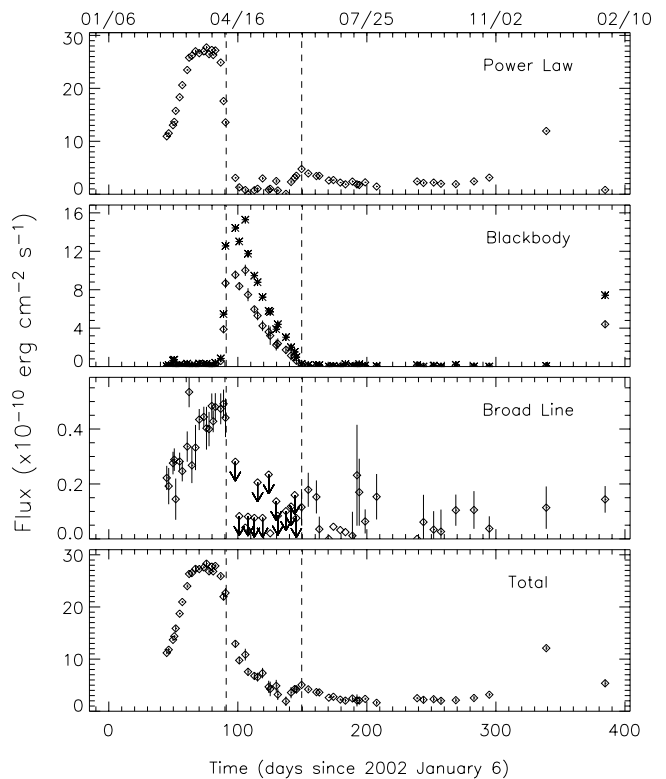 01/06 04/16 07/25 11/02 02/10
30
Power Law
20
10
0
16
Blackbody
12
8
4
0
Broad Line
0.4
0.2
0.0
30
Total
20
10
0
0 100 200 300 400
Time (days since 2002 January 6)
Flux (x10⁻¹⁰ erg cm⁻² s⁻¹)